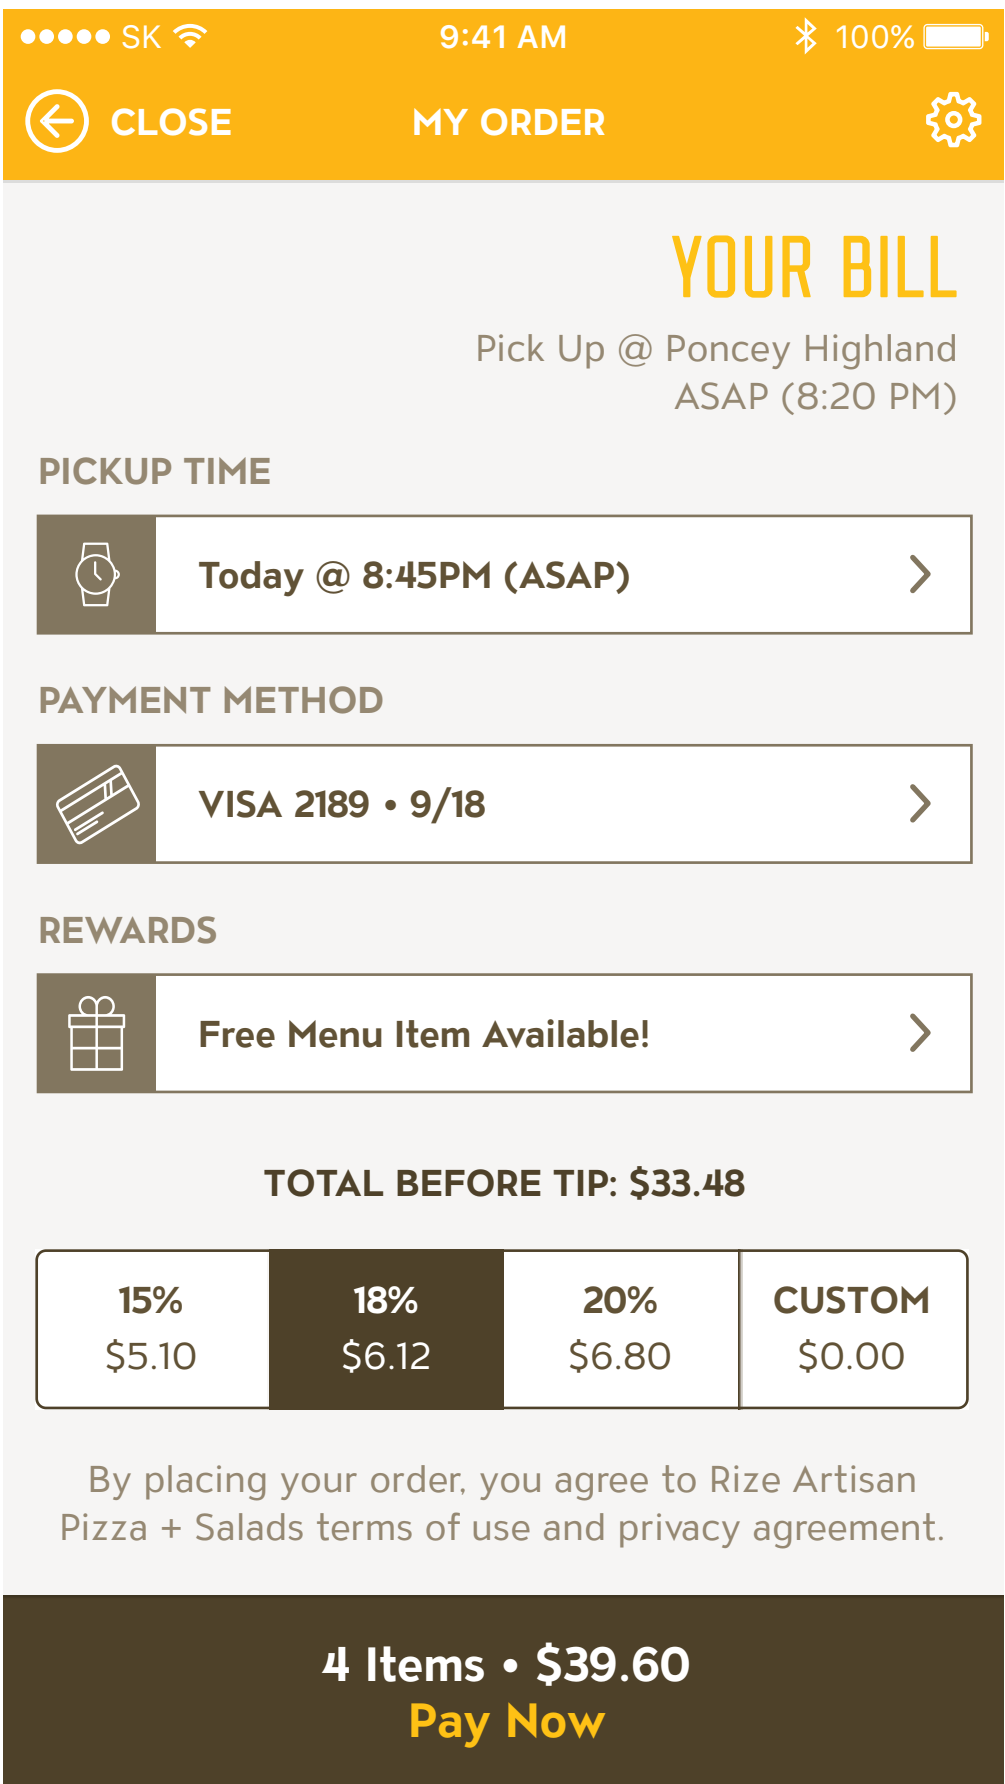 SK 9:41 AM 100%
CLOSE MY ORDER
YOUR BILL
Pick Up @ Poncey Highland
ASAP (8:20 PM)
PICKUP TIME
Today @ 8:45PM (ASAP)
PAYMENT METHOD
VISA 2189 • 9/18
REWARDS
Free Menu Item Available!
TOTAL BEFORE TIP: $33.48
15% 18% 20% CUSTOM
$5.10 $6.12 $6.80 $0.00
By placing your order, you agree to Rize Artisan
Pizza + Salads terms of use and privacy agreement.
4 Items • $39.60
Pay Now